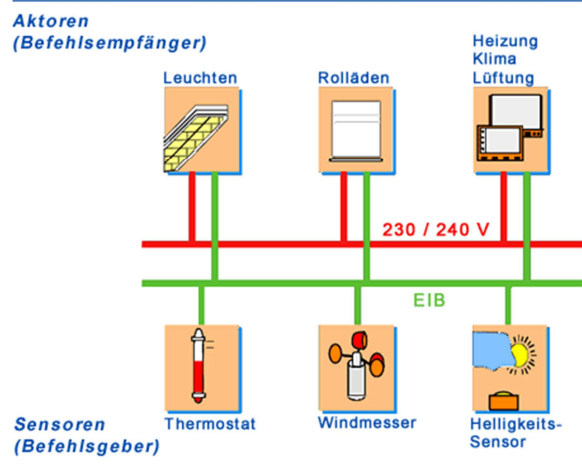 Aktoren
(Befehlsempfänger)
Heizung
Klima
Lüftung
Leuchten
Rolläden
230 / 240 V
EIB
Sensoren
(Befehlsgeber)
Thermostat
Windmesser
Helligkeits-
Sensor